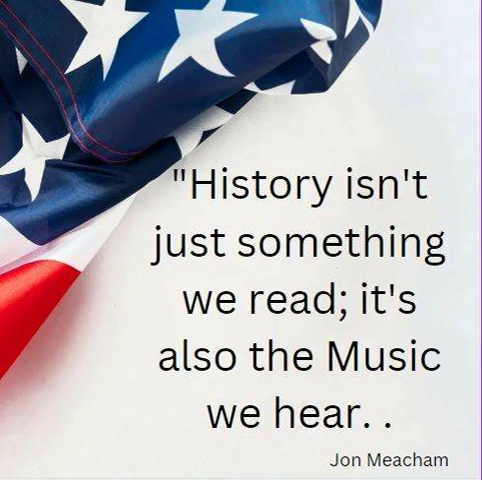 "History isn't
just something
we read; it's
also the Music
we hear. .
Jon Meacham